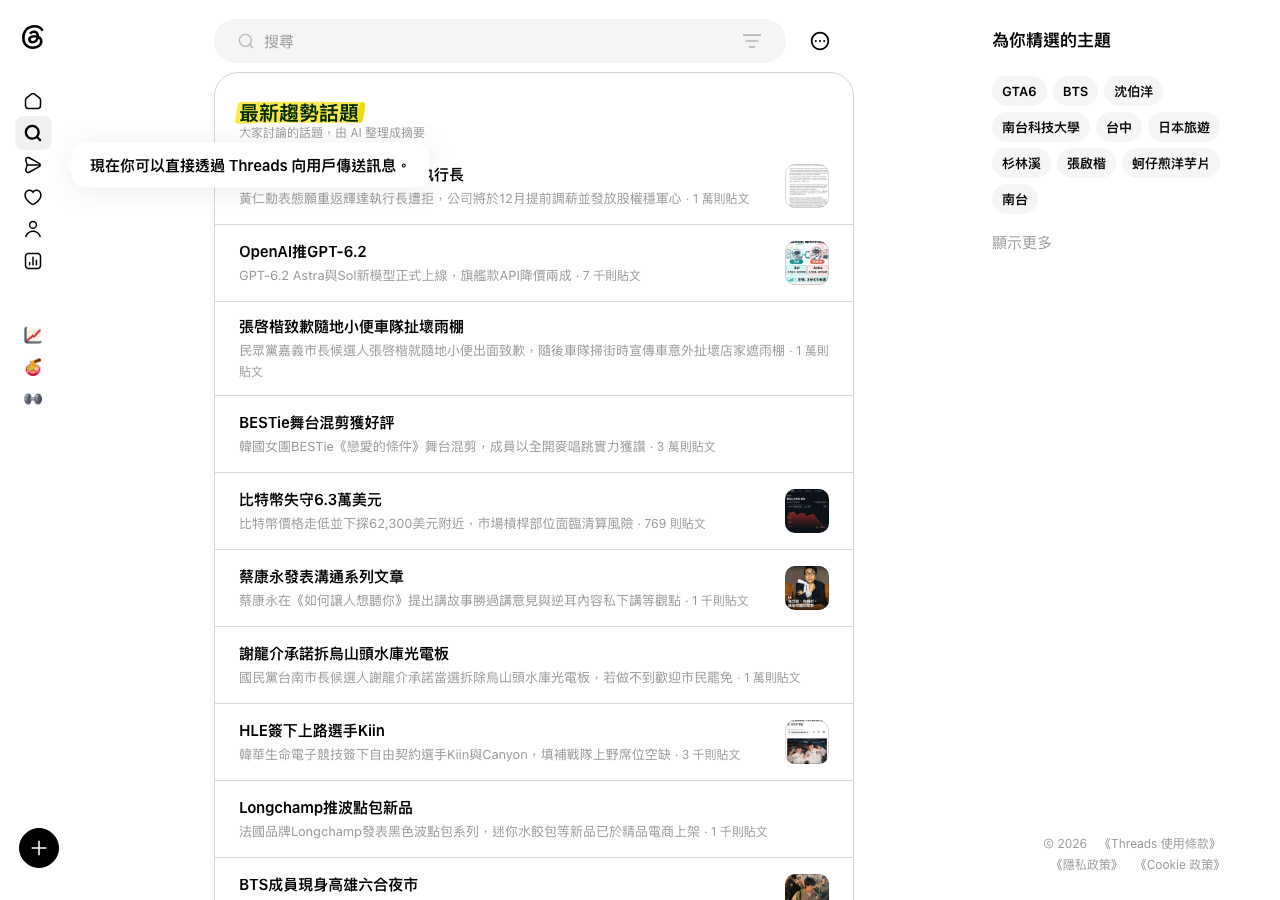 搜尋
最新趨勢話題
大家討論的話題，由 AI 整理成摘要
現在你可以直接透過 Threads 向用戶傳送訊息。
執行長
黃仁勳表態願重返輝達執行長遭拒，公司將於12月提前調薪並發放股權穩軍心 · 1 萬則貼文
OpenAI推GPT-6.2
GPT-6.2 Astra與Sol新模型正式上線，旗艦款API降價兩成 · 7 千則貼文
張啓楷致歉隨地小便車隊扯壞雨棚
民眾黨嘉義市長候選人張啓楷就隨地小便出面致歉，隨後車隊掃街時宣傳車意外扯壞店家遮雨棚 · 1 萬則
貼文
BESTie舞台混剪獲好評
韓國女團BESTie《戀愛的條件》舞台混剪，成員以全開麥唱跳實力獲讚 · 3 萬則貼文
比特幣失守6.3萬美元
比特幣價格走低並下探62,300美元附近，市場槓桿部位面臨清算風險 · 769 則貼文
蔡康永發表溝通系列文章
蔡康永在《如何讓人想聽你》提出講故事勝過講意見與逆耳內容私下講等觀點 · 1 千則貼文
謝龍介承諾拆烏山頭水庫光電板
國民黨台南市長候選人謝龍介承諾當選拆除烏山頭水庫光電板，若做不到歡迎市民罷免 · 1 萬則貼文
HLE簽下上路選手Kiin
韓華生命電子競技簽下自由契約選手Kiin與Canyon，填補戰隊上野席位空缺 · 3 千則貼文
Longchamp推波點包新品
法國品牌Longchamp發表黑色波點包系列，迷你水餃包等新品已於精品電商上架 · 1 千則貼文
BTS成員現身高雄六合夜市
為你精選的主題
GTA6 BTS 沈伯洋
南台科技大學 台中 日本旅遊
杉林溪 張啟楷 蚵仔煎洋芋片
南台
顯示更多
© 2026 《Threads 使用條款》
《隱私政策》 《Cookie 政策》